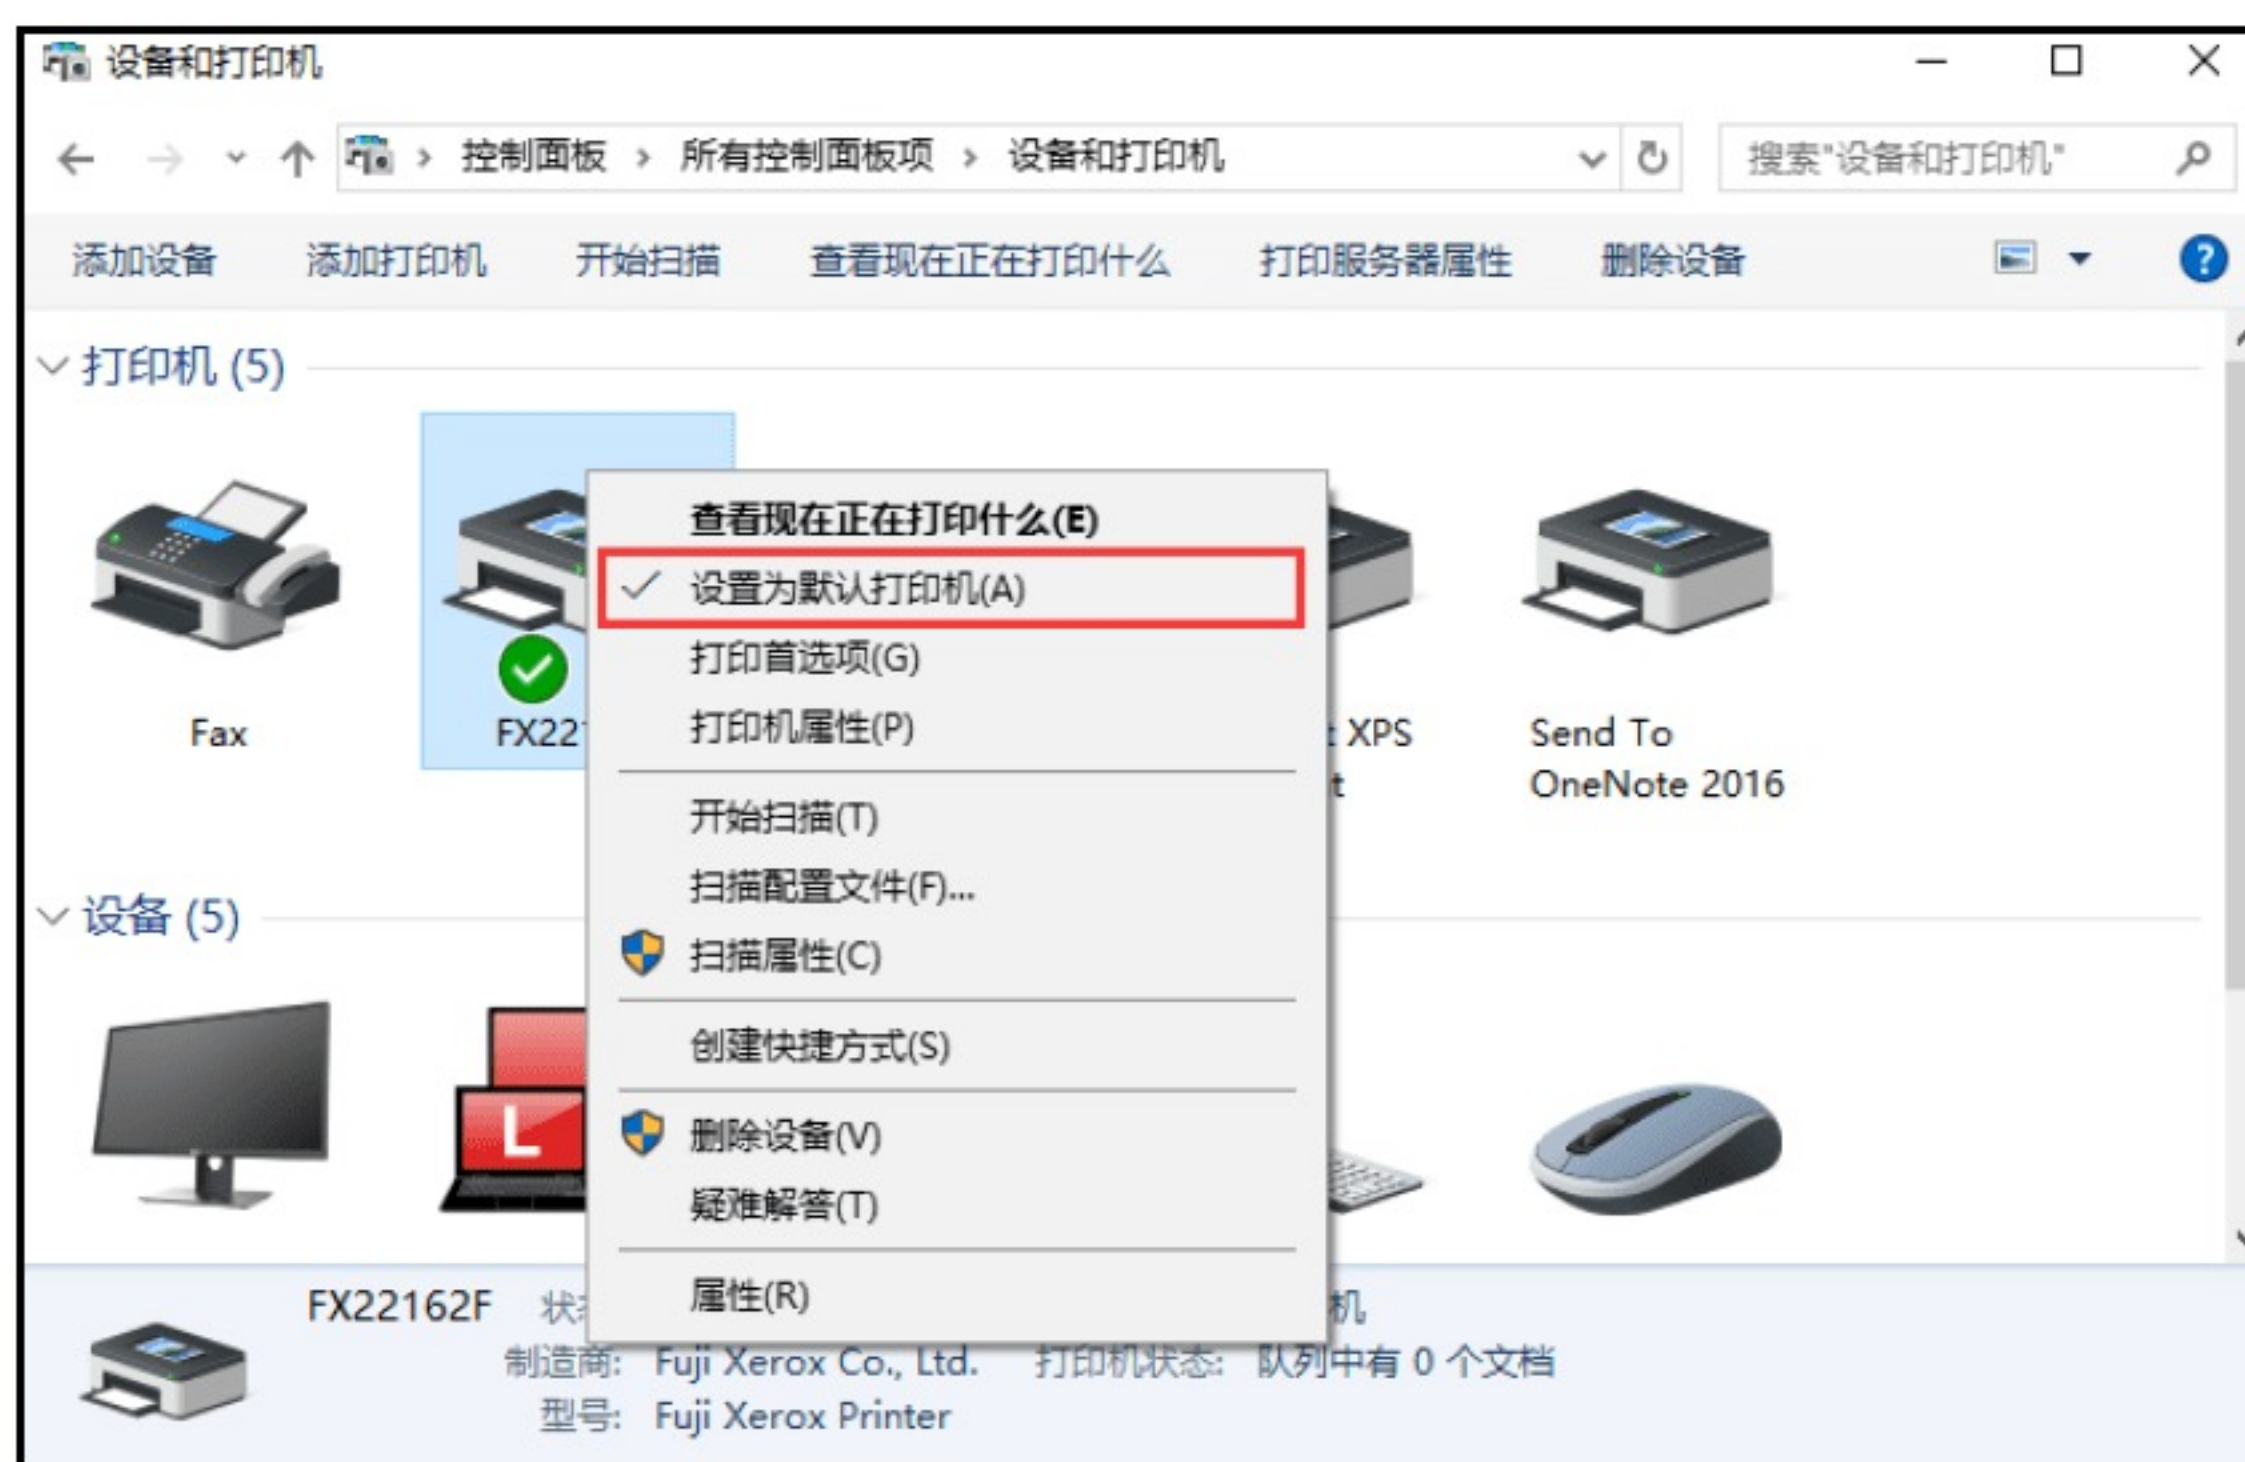 设备和打印机
控制面板 › 所有控制面板项 › 设备和打印机
搜索"设备和打印机"
添加设备 添加打印机 开始扫描 查看现在正在打印什么 打印服务器属性 删除设备
打印机 (5)
查看现在正在打印什么(E)
设置为默认打印机(A)
打印首选项(G)
打印机属性(P)
开始扫描(T)
扫描配置文件(F)...
扫描属性(C)
创建快捷方式(S)
删除设备(V)
疑难解答(T)
属性(R)
Fax
FX22
XPS
t
Send To
OneNote 2016
设备 (5)
L
FX22162F 状
机
制造商: Fuji Xerox Co., Ltd. 打印机状态: 队列中有 0 个文档
型号: Fuji Xerox Printer